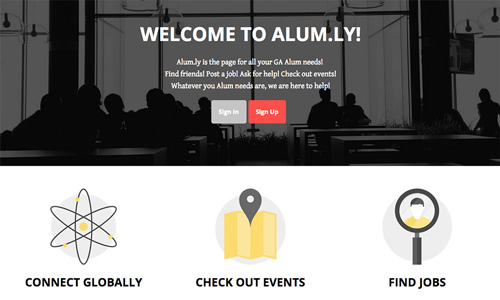 WELCOME TO ALUM.LY!
Alum.ly is the page for all your GA Alum needs!
Find friends! Post a job! Ask for help! Check out events!
Whatever you Alum needs are, we are here to help!
Sign In
Sign Up
CONNECT GLOBALLY
CHECK OUT EVENTS
FIND JOBS